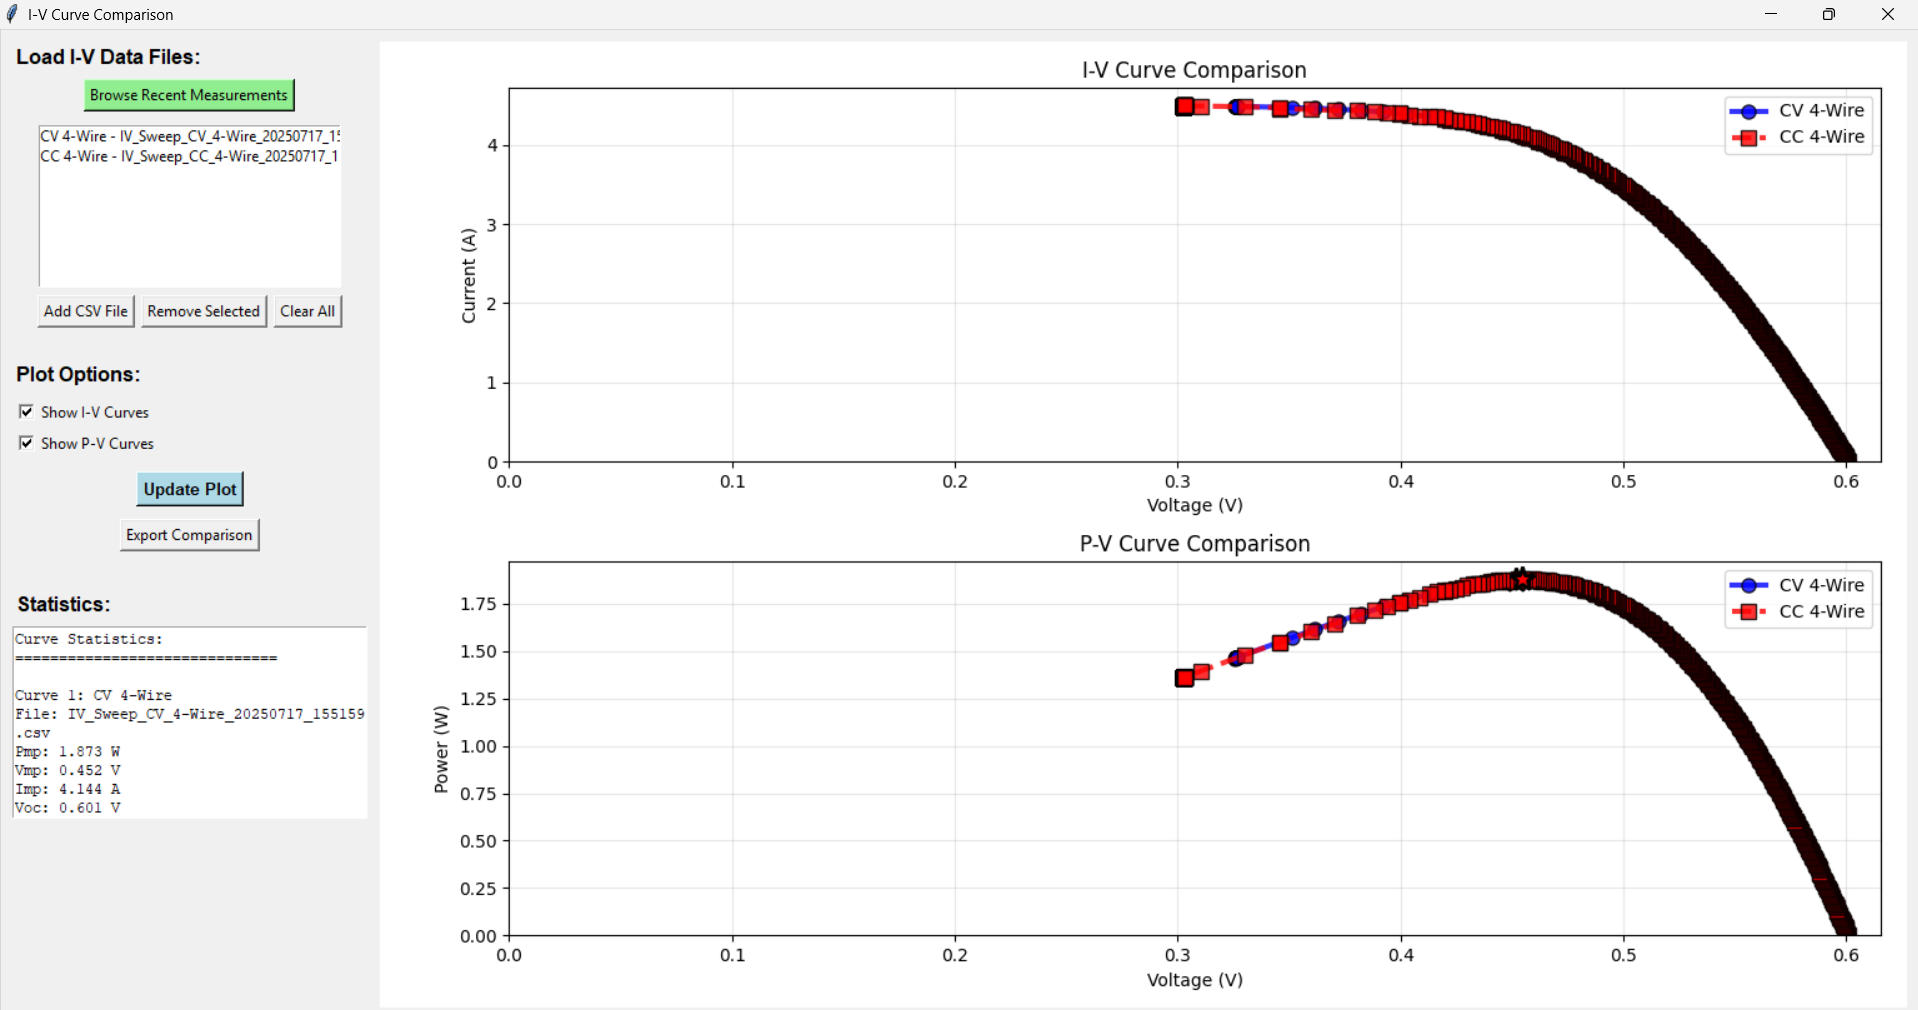 I-V Curve Comparison
Load I-V Data Files:
Browse Recent Measurements
CV 4-Wire - IV_Sweep_CV_4-Wire_20250717_15
CC 4-Wire - IV_Sweep_CC_4-Wire_20250717_1
Add CSV File
Remove Selected
Clear All
Plot Options:
Show I-V Curves
Show P-V Curves
Update Plot
Export Comparison
Statistics:
Curve Statistics:
==============================
Curve 1: CV 4-Wire
File: IV_Sweep_CV_4-Wire_20250717_155159
.csv
Pmp: 1.873 W
Vmp: 0.452 V
Imp: 4.144 A
Voc: 0.601 V
I-V Curve Comparison
CV 4-Wire
CC 4-Wire
Current (A)
4
3
2
1
0
0.0 0.1 0.2 0.3 0.4 0.5 0.6
Voltage (V)
P-V Curve Comparison
CV 4-Wire
CC 4-Wire
Power (W)
1.75
1.50
1.25
1.00
0.75
0.50
0.25
0.00
0.0 0.1 0.2 0.3 0.4 0.5 0.6
Voltage (V)